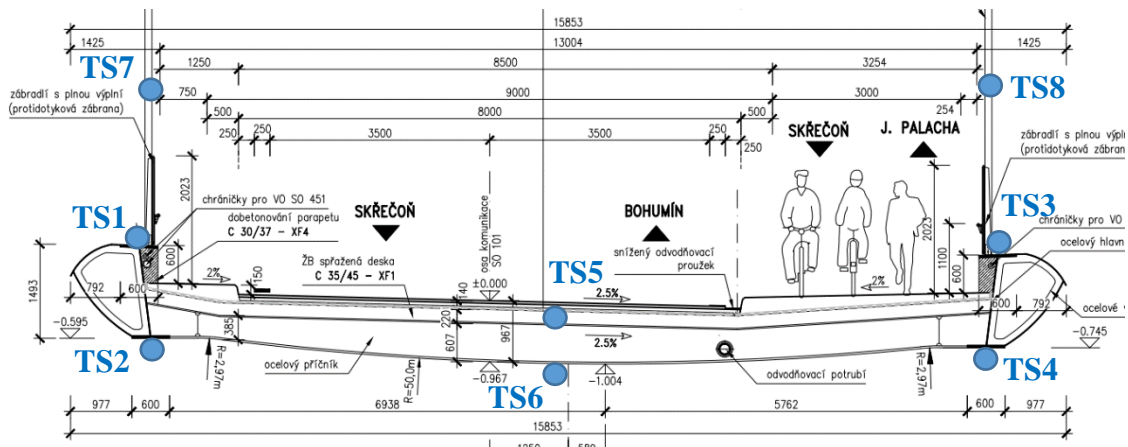 15853
1425
13004
1425
TS7
1250
8500
3254
TS8
zábradlí s plnou výplní
(protidotyková zábrana)
750
9000
3000
500
8000
500
254
250
250
3500
3500
250
250
SKŘEČOŇ
J. PALACHA
zábradlí s plnou výpln
(protidotyková zábran
2023
chráničky pro VO SO 451
dobetonování parapetu
C 30/37 - XF4
SKŘEČOŇ
osa komunikace
SO 101
±0.000
BOHUMÍN
snížený odvodňovací
proužek
2023
1100
TS1
TS3
chráničky pro VO
ocelový hlavn
600
ŽB spřažená deska
C 35/45 - XF1
TS5
600
1493
2%
150
140
2.5%
2%
792
600
600
792
-0.595
385
220
607
967
2.5%
ocelové v
-0.745
TS2
R=2,97m
ocelový příčník
R=50,0m
TS6
-0.967
-1.004
odvodňovací potrubí
R=2,97m
TS4
977
600
6938
5762
600
977
15853
1250
589